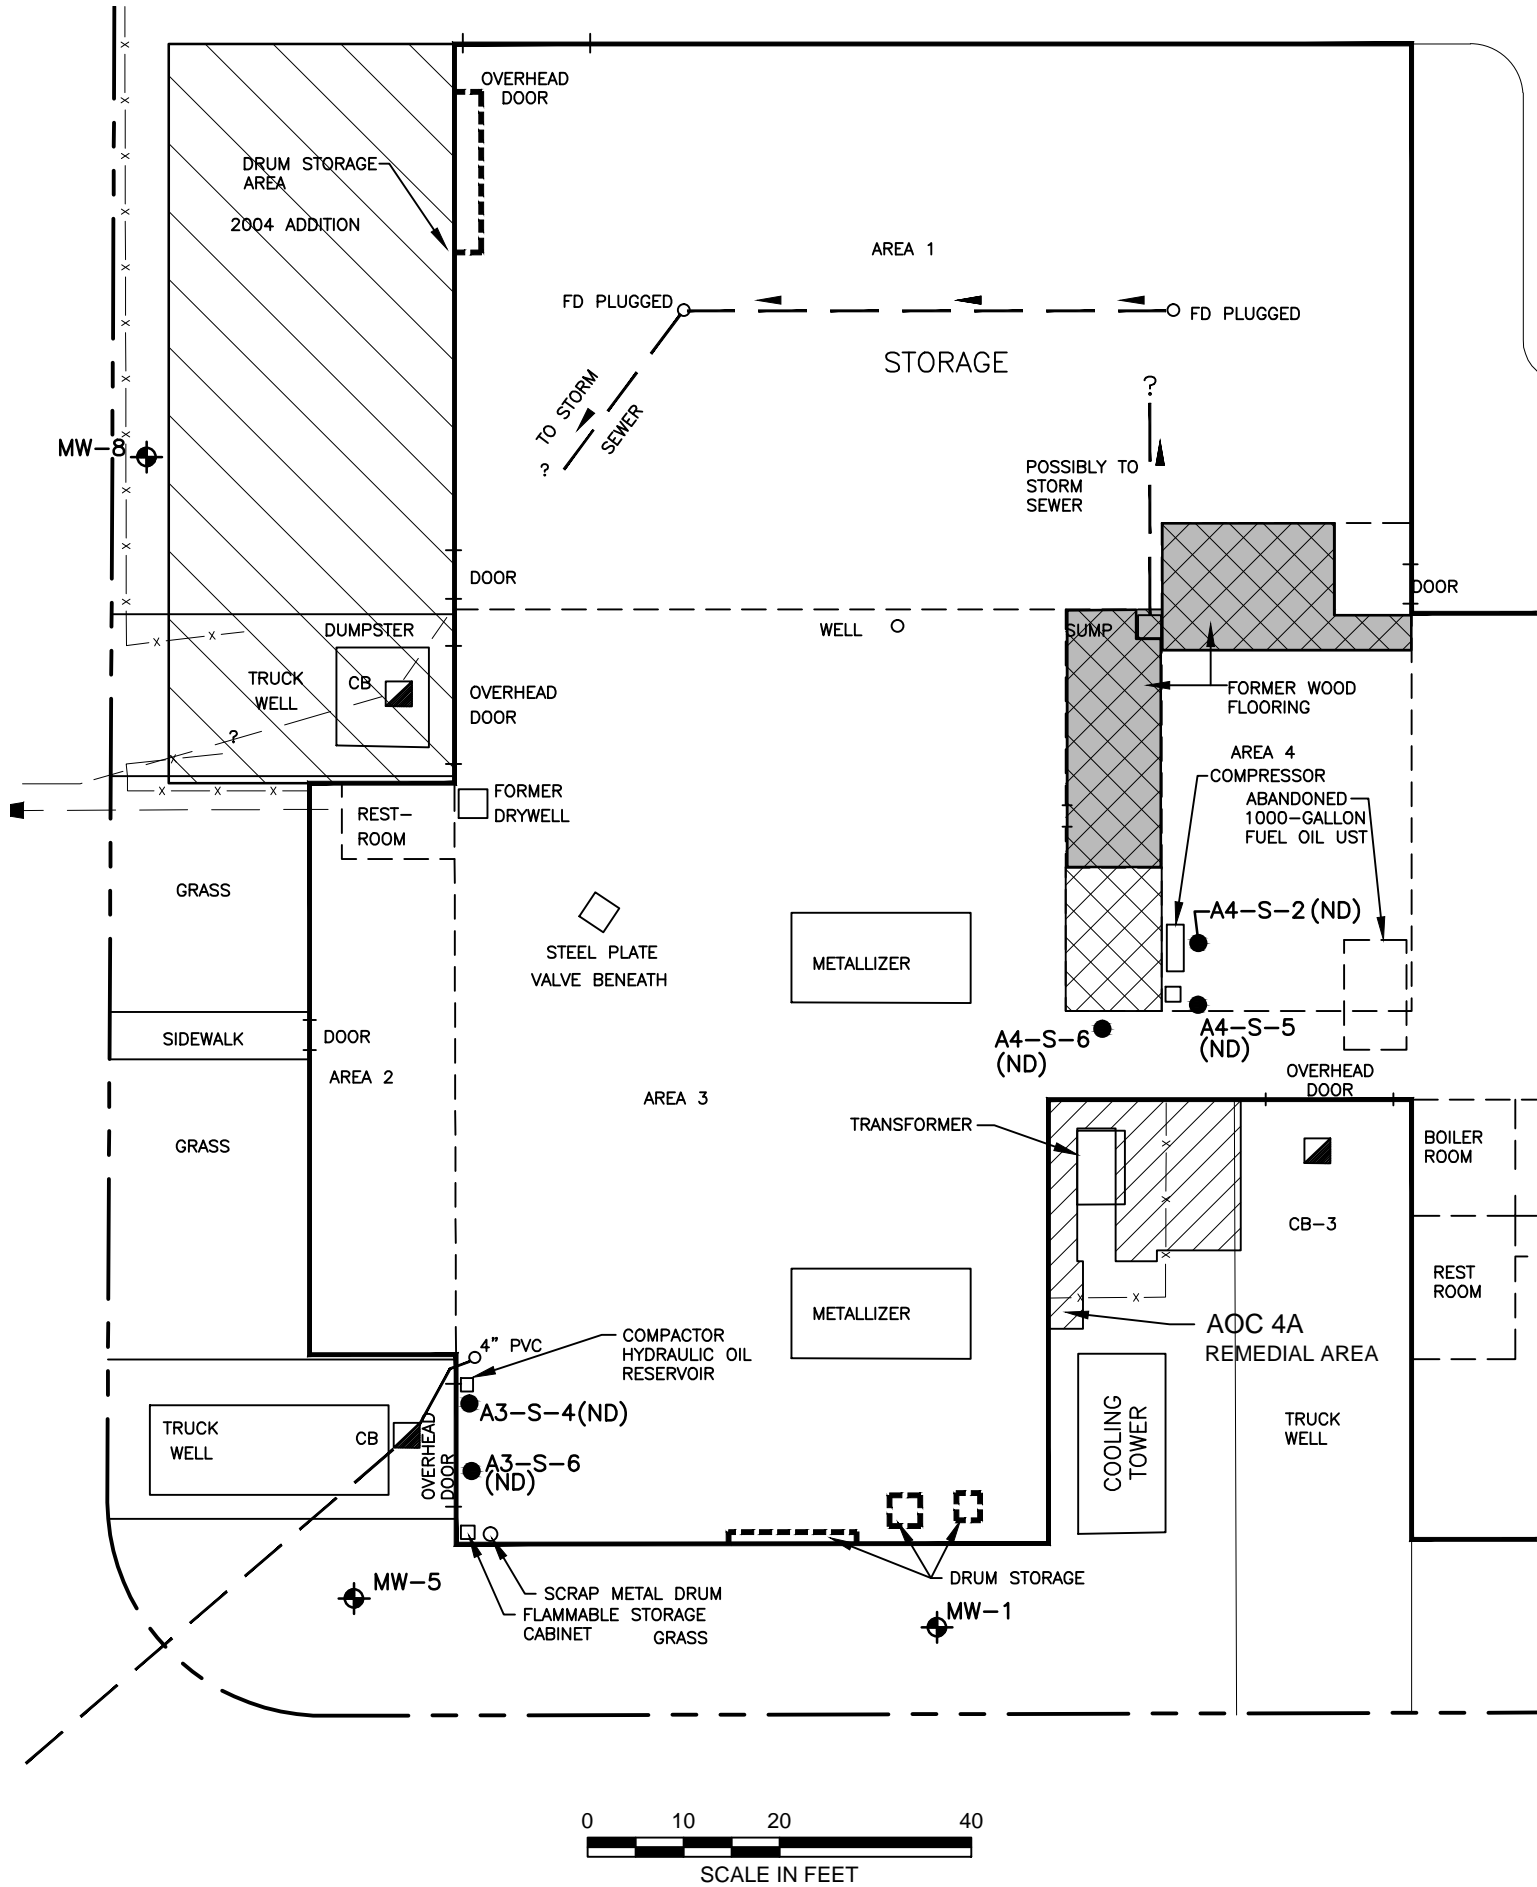 OVERHEAD
DOOR
DRUM STORAGE
AREA
2004 ADDITION
AREA 1
FD PLUGGED
FD PLUGGED
STORAGE
TO STORM
SEWER
?
?
MW-8
POSSIBLY TO
STORM
SEWER
DOOR
DOOR
DUMPSTER
WELL
SUMP
TRUCK
WELL
CB
OVERHEAD
DOOR
FORMER WOOD
FLOORING
?
AREA 4
COMPRESSOR
FORMER
DRYWELL
ABANDONED
1000-GALLON
FUEL OIL UST
REST-
ROOM
GRASS
A4-S-2 (ND)
STEEL PLATE
VALVE BENEATH
METALLIZER
SIDEWALK
DOOR
A4-S-6
(ND)
A4-S-5
(ND)
AREA 2
OVERHEAD
DOOR
AREA 3
TRANSFORMER
GRASS
BOILER
ROOM
CB-3
REST
ROOM
METALLIZER
AOC 4A
REMEDIAL AREA
4" PVC
COMPACTOR
HYDRAULIC OIL
RESERVOIR
A3-S-4(ND)
TRUCK
WELL
CB
OVERHEAD
DOOR
A3-S-6
(ND)
COOLING
TOWER
TRUCK
WELL
DRUM STORAGE
MW-5
SCRAP METAL DRUM
FLAMMABLE STORAGE
CABINET
GRASS
MW-1
0 10 20 40
SCALE IN FEET
X X X X X X X X X X X X X X X X X X X X